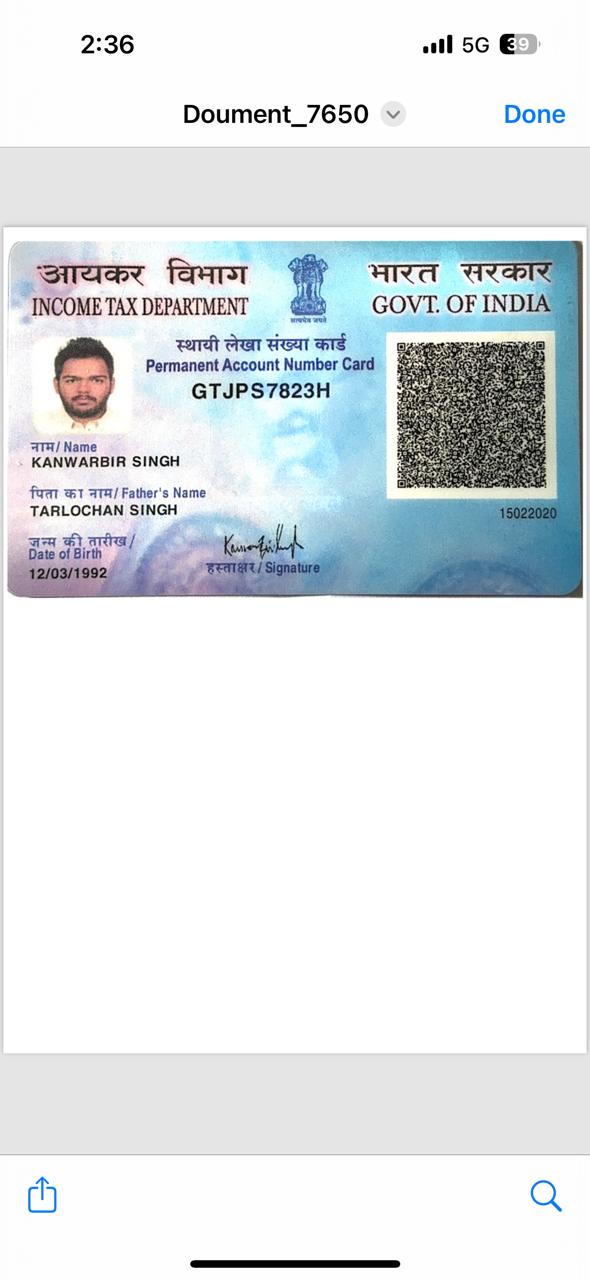 2:36
5G 39
Doument_7650
Done
आयकर विभाग
INCOME TAX DEPARTMENT
सत्यमेव जयते
भारत सरकार
GOVT. OF INDIA
स्थायी लेखा संख्या कार्ड
Permanent Account Number Card
GTJPS7823H
नाम/ Name
KANWARBIR SINGH
पिता का नाम/ Father's Name
TARLOCHAN SINGH
15022020
जन्म की तारीख/
Date of Birth
12/03/1992
हस्ताक्षर/ Signature